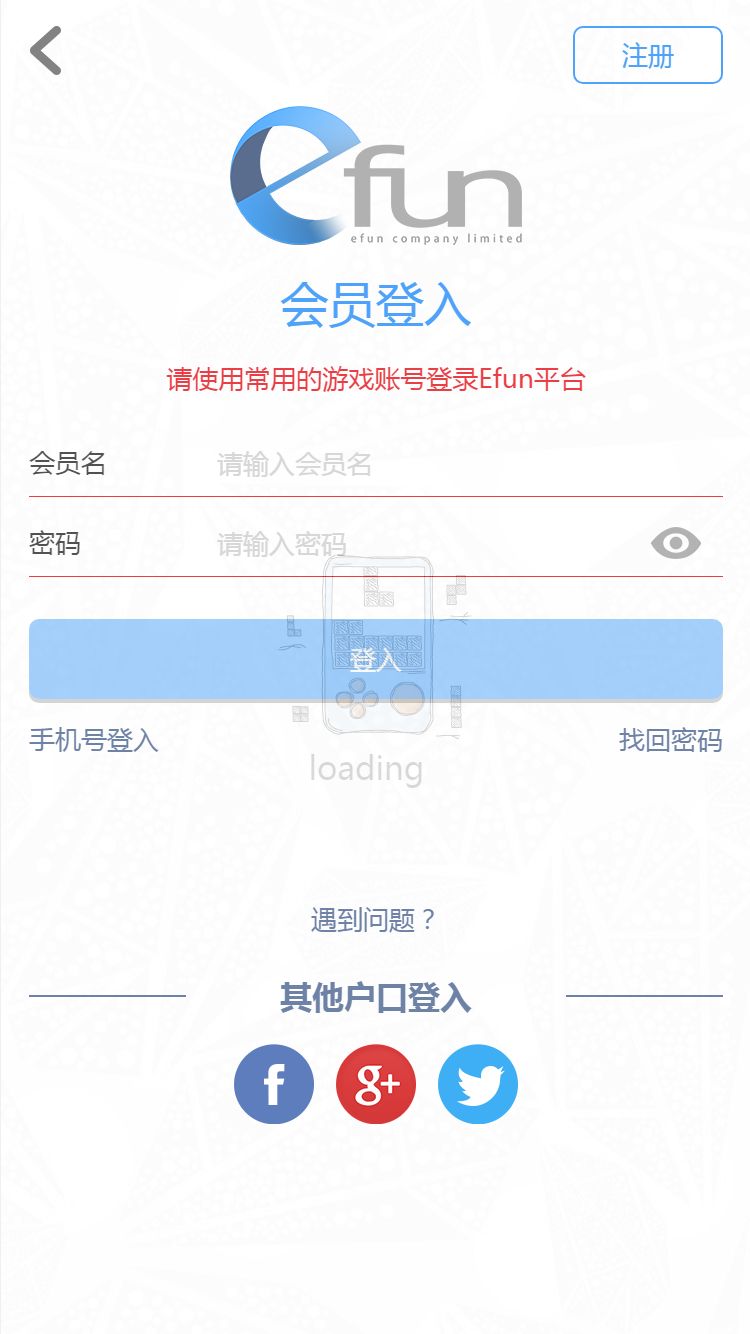 注册
efun
efun company limited
会员登入
请使用常用的游戏账号登录Efun平台
会员名 请输入会员名
密码 请输入密码
登入
手机号登入 找回密码
loading
遇到问题？
其他户口登入
f g+